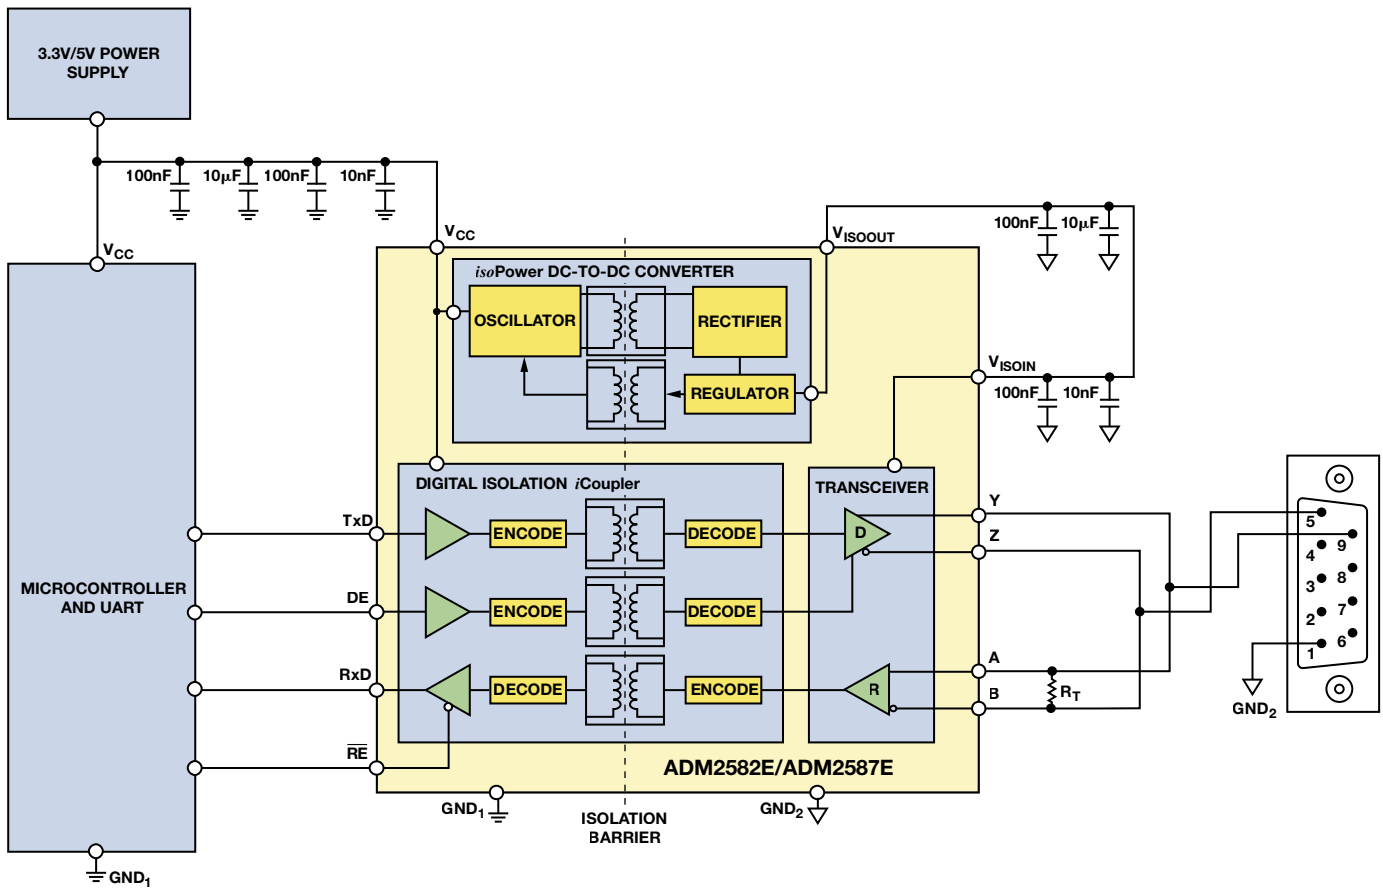 3.3V/5V POWER
SUPPLY
100nF
10µF
100nF
10nF
VCC
VCC
VISOOUT
100nF
10µF
isoPower DC-TO-DC CONVERTER
OSCILLATOR
RECTIFIER
REGULATOR
VISOIN
100nF
10nF
DIGITAL ISOLATION iCoupler
TRANSCEIVER
TxD
ENCODE
DECODE
D
Y
Z
5
9
4
8
3
7
2
6
1
MICROCONTROLLER
AND UART
DE
ENCODE
DECODE
RxD
DECODE
ENCODE
R
A
B
RT
GND2
RE
ADM2582E/ADM2587E
GND1
GND2
ISOLATION
BARRIER
GND1